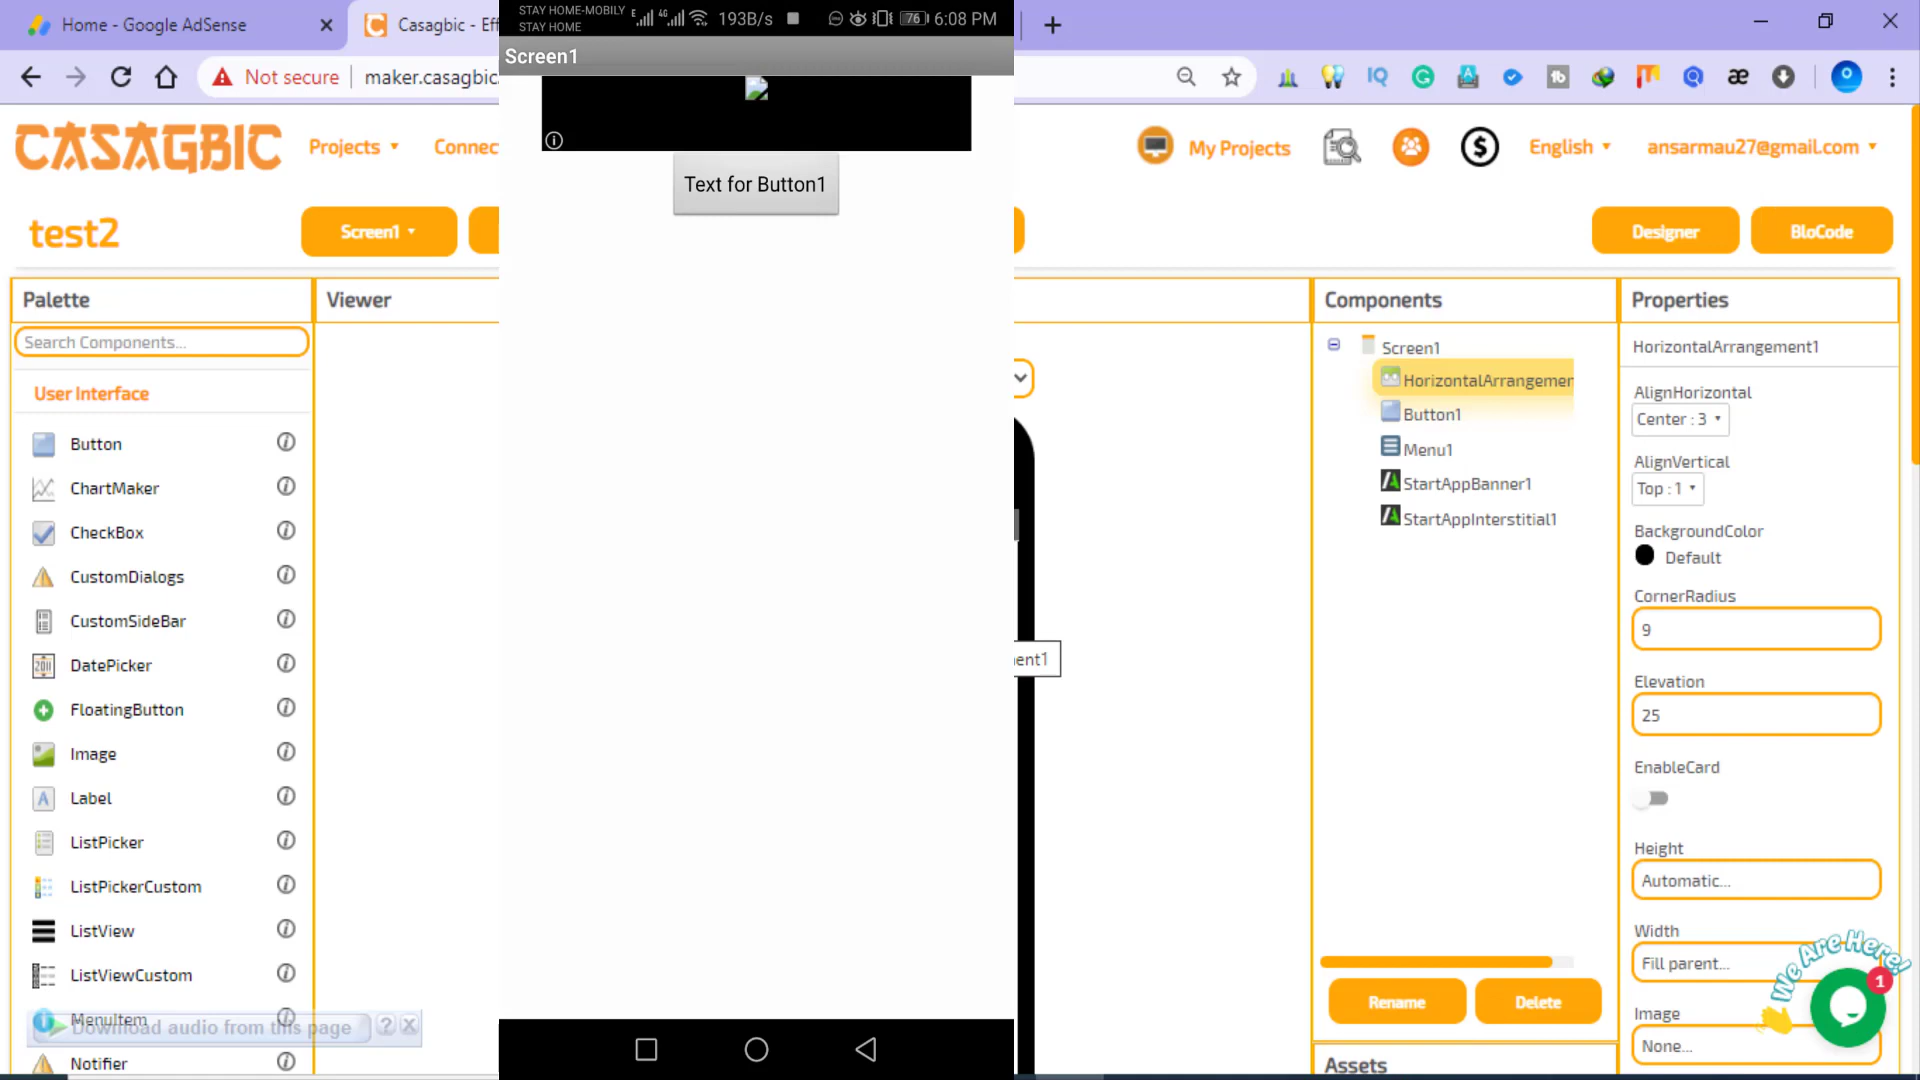 Home - Google AdSense
Casagbic - Eff
Not secure
maker.casagbic.
STAY HOME-MOBILY
STAY HOME
193B/s
76
6:08 PM
Screen1
Text for Button1
CASAGBIC
Projects
Connec
My Projects
English
ansarmau27@gmail.com
test2
Screen1
Designer
BloCode
Palette
Viewer
Components
Properties
Search Components...
User Interface
Button
ChartMaker
CheckBox
CustomDialogs
CustomSideBar
DatePicker
FloatingButton
Image
Label
ListPicker
ListPickerCustom
ListView
ListViewCustom
MenuItem
Download audio from this page
?
Notifier
ent1
Screen1
HorizontalArrangemen
Button1
Menu1
StartAppBanner1
StartAppInterstitial1
Rename
Delete
Assets
HorizontalArrangement1
AlignHorizontal
Center : 3
AlignVertical
Top : 1
BackgroundColor
Default
CornerRadius
9
Elevation
25
EnableCard
Height
Automatic...
Width
Fill parent...
Image
None...
We Are Here!
1